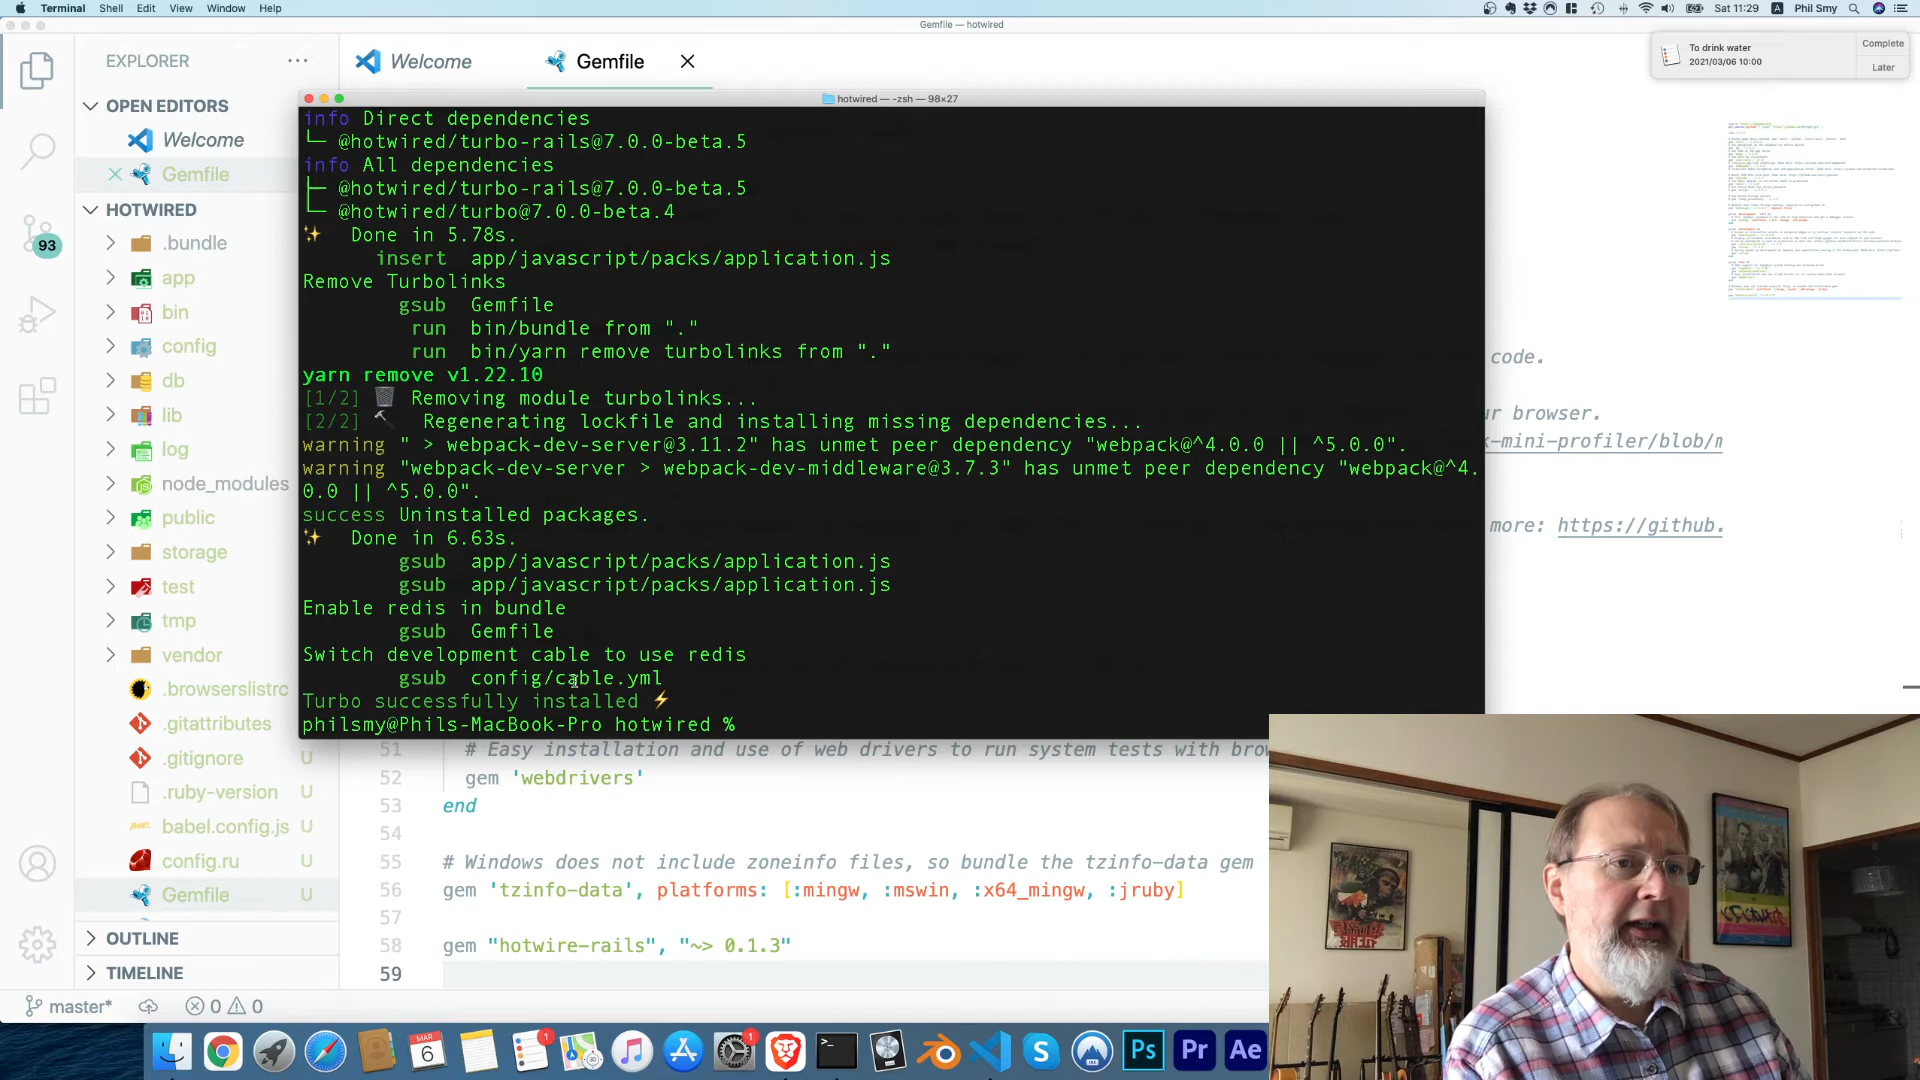 Terminal Shell Edit View Window Help
Sat 11:29 Phil Smy
Gemfile — hotwired
EXPLORER
Welcome
Gemfile
To drink water
2021/03/06 10:00
Complete
Later
OPEN EDITORS
Welcome
Gemfile
HOTWIRED
.bundle
app
bin
config
db
lib
log
node_modules
public
storage
test
tmp
vendor
.browserslistrc
.gitattributes
.gitignore U
.ruby-version U
babel.config.js U
config.ru U
Gemfile U
OUTLINE
TIMELINE
93
hotwired — -zsh — 98×27
info Direct dependencies
└─ @hotwired/turbo-rails@7.0.0-beta.5
info All dependencies
├─ @hotwired/turbo-rails@7.0.0-beta.5
└─ @hotwired/turbo@7.0.0-beta.4
✨ Done in 5.78s.
insert app/javascript/packs/application.js
Remove Turbolinks
gsub Gemfile
run bin/bundle from "."
run bin/yarn remove turbolinks from "."
yarn remove v1.22.10
[1/2] 🗑 Removing module turbolinks...
[2/2] 🔨 Regenerating lockfile and installing missing dependencies...
warning " > webpack-dev-server@3.11.2" has unmet peer dependency "webpack@^4.0.0 || ^5.0.0".
warning "webpack-dev-server > webpack-dev-middleware@3.7.3" has unmet peer dependency "webpack@^4.
0.0 || ^5.0.0".
success Uninstalled packages.
✨ Done in 6.63s.
gsub app/javascript/packs/application.js
gsub app/javascript/packs/application.js
Enable redis in bundle
gsub Gemfile
Switch development cable to use redis
gsub config/cable.yml
Turbo successfully installed ⚡
philsmy@Phils-MacBook-Pro hotwired %
code.
ur browser.
k-mini-profiler/blob/m
more: https://github.
51 # Easy installation and use of web drivers to run system tests with brow
52 gem 'webdrivers'
53 end
54
55 # Windows does not include zoneinfo files, so bundle the tzinfo-data gem
56 gem 'tzinfo-data', platforms: [:mingw, :mswin, :x64_mingw, :jruby]
57
58 gem "hotwire-rails", "~> 0.1.3"
59
master* 0 0
MAR
6
1
1
Ps
Pr
Ae